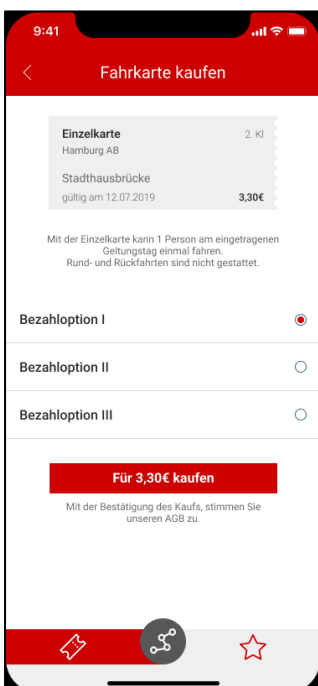 9:41
Fahrkarte kaufen
Einzelkarte 2. Kl
Hamburg AB
Stadthausbrücke
gültig am 12.07.2019 3,30€
Mit der Einzelkarte kann 1 Person am eingetragenen
Geltungstag einmal fahren.
Rund- und Rückfahrten sind nicht gestattet.
Bezahloption I
Bezahloption II
Bezahloption III
Für 3,30€ kaufen
Mit der Bestätigung des Kaufs, stimmen Sie
unseren AGB zu.